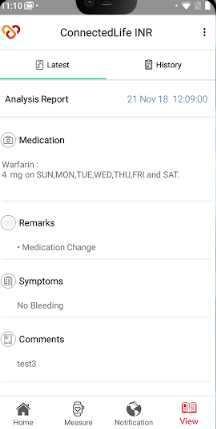 11:10
ConnectedLife INR
Latest
History
Analysis Report 21 Nov 18 12:09:00
Medication
Warfarin :
4 mg on SUN,MON,TUE,WED,THU,FRI and SAT.
Remarks
• Medication Change
Symptoms
No Bleeding
Comments
test3
Home
Measure
Notification
View